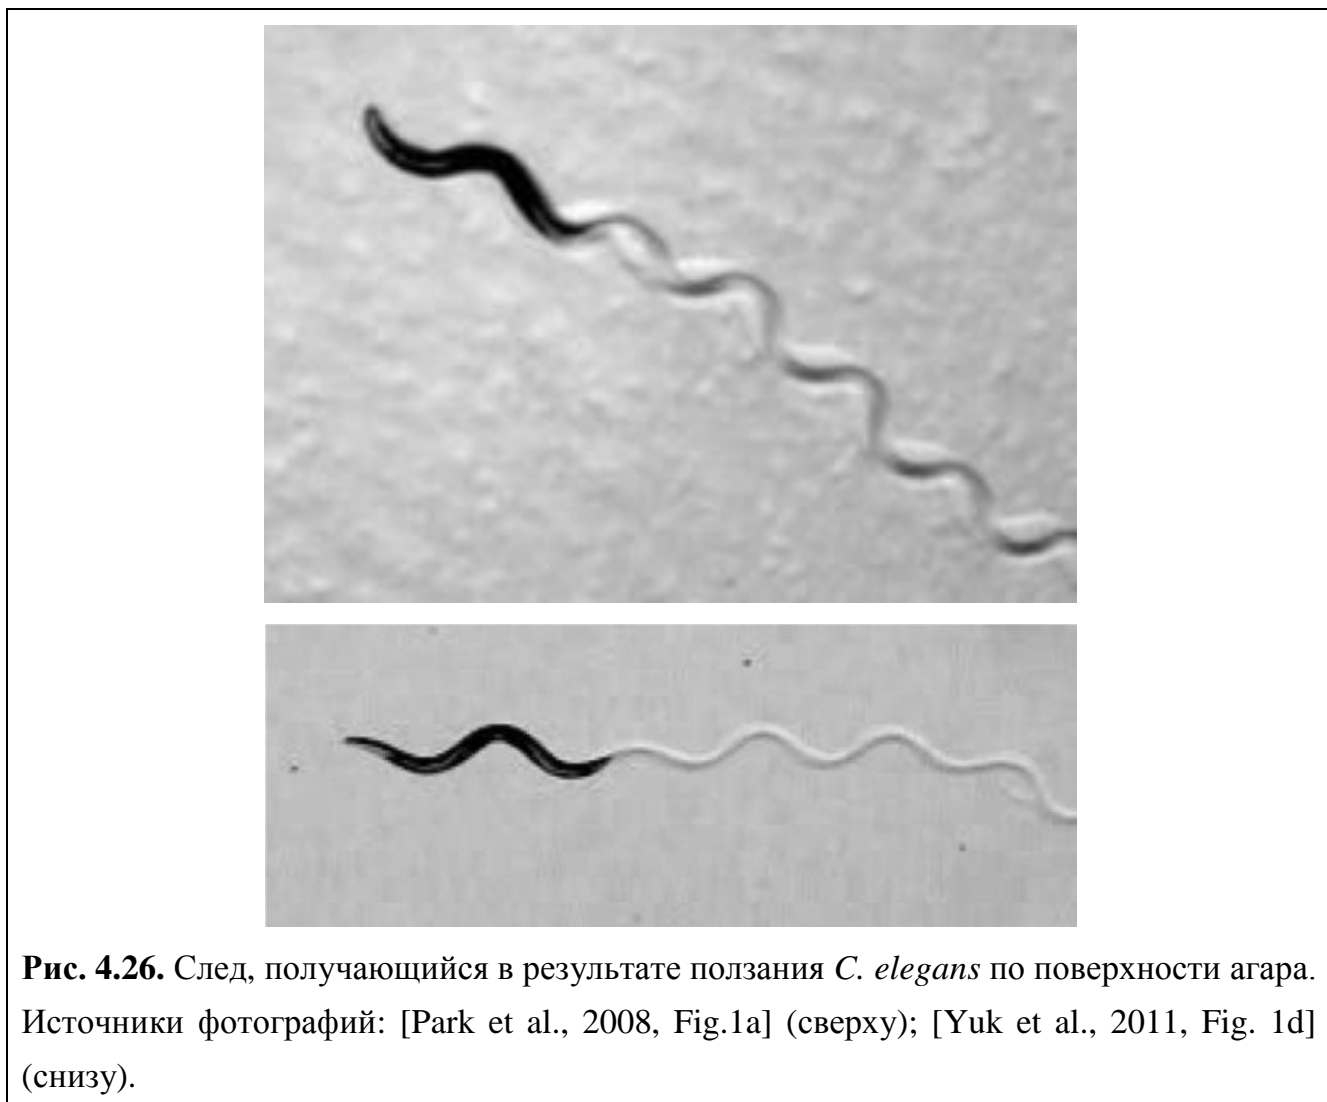 Рис. 4.26. След, получающийся в результате ползания C. elegans по поверхности агара.
Источники фотографий: [Park et al., 2008, Fig.1a] (сверху); [Yuk et al., 2011, Fig. 1d]
(снизу).